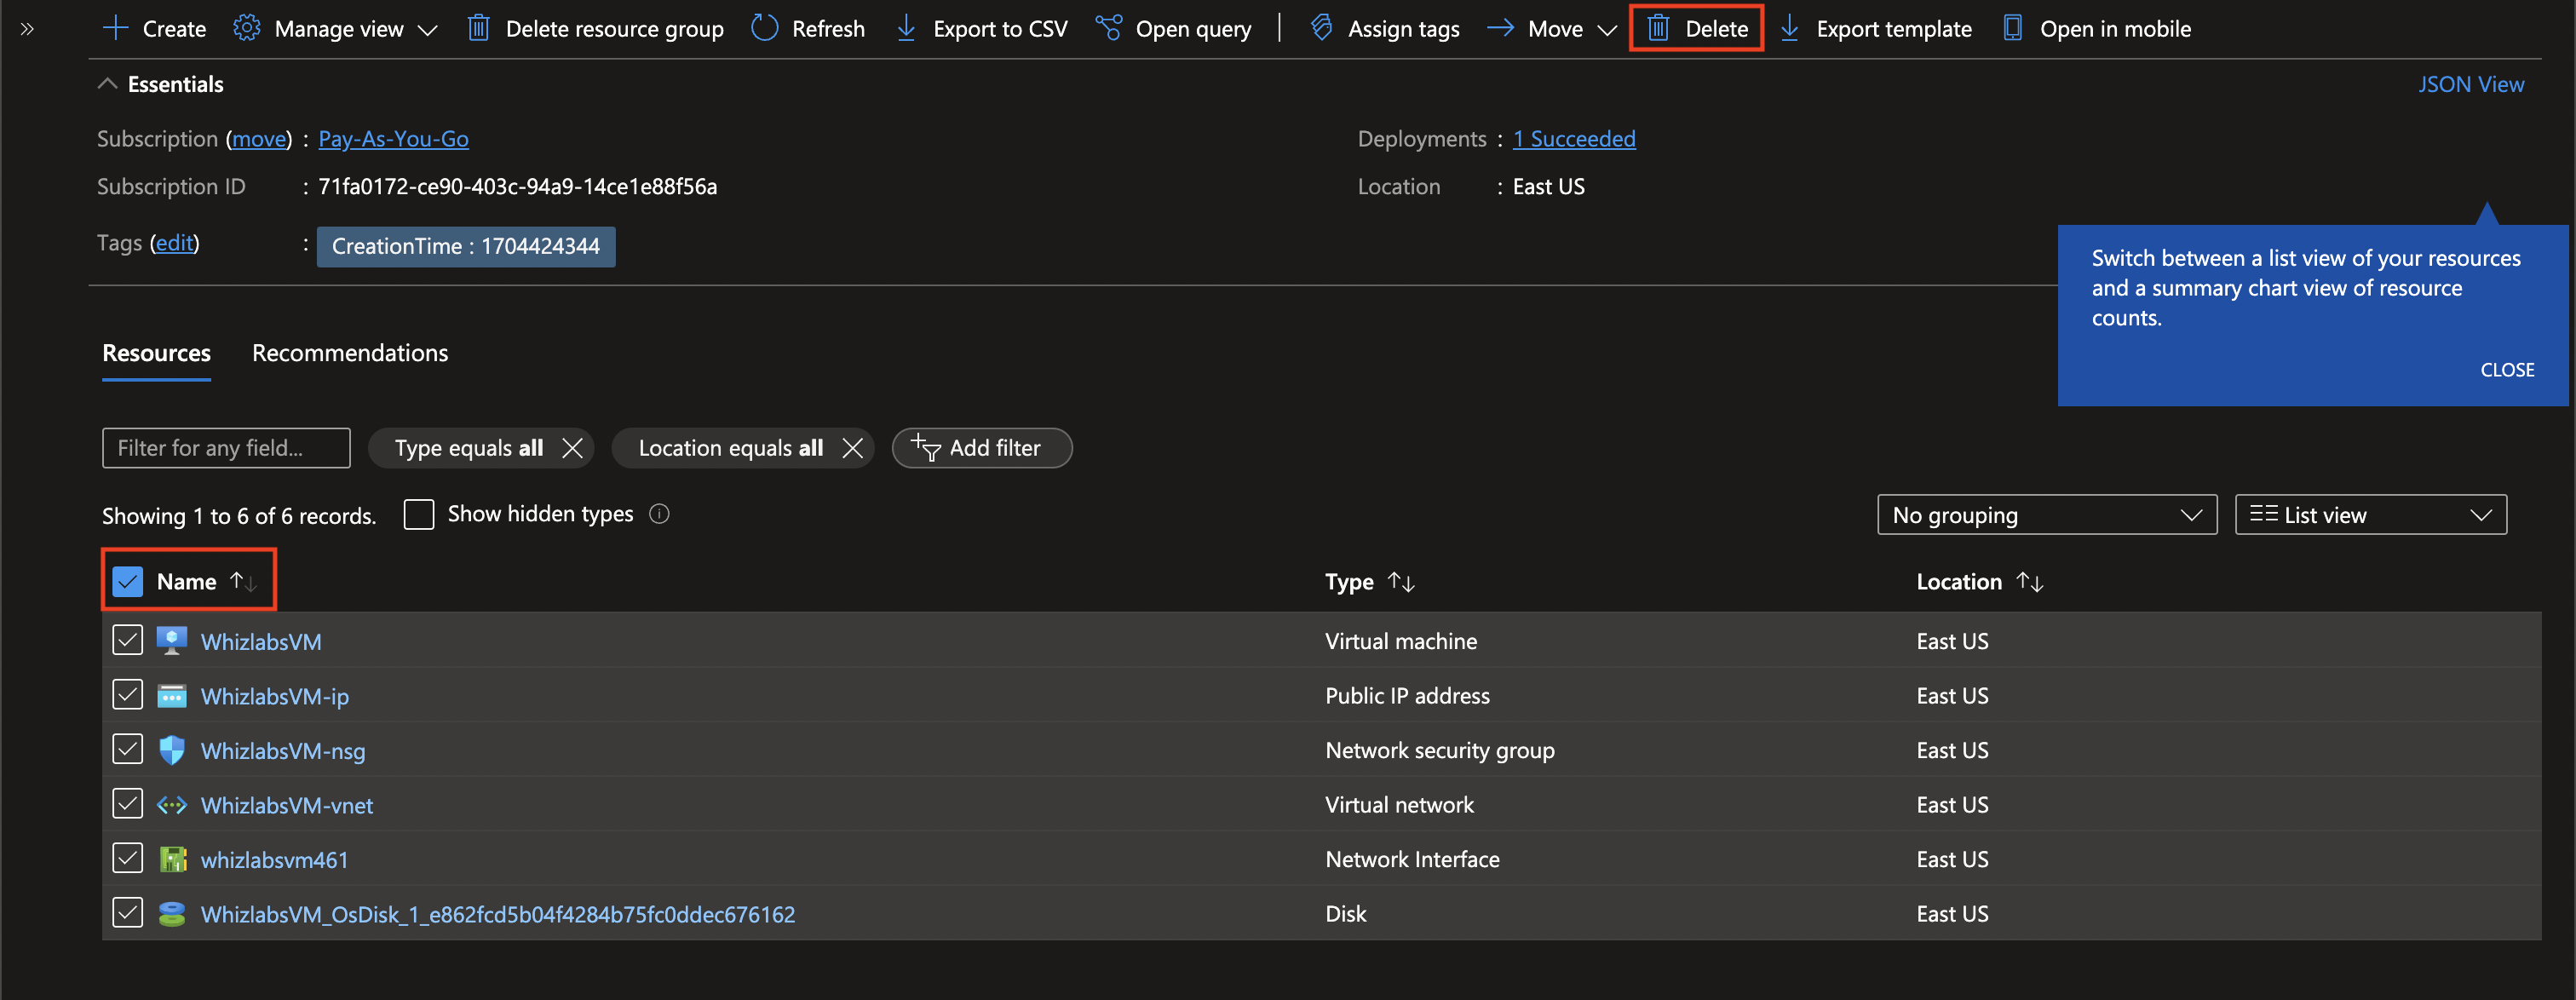 Create Manage view Delete resource group Refresh Export to CSV Open query Assign tags Move Delete Export template Open in mobile
Essentials
JSON View
Subscription (move) : Pay-As-You-Go
Deployments : 1 Succeeded
Subscription ID : 71fa0172-ce90-403c-94a9-14ce1e88f56a
Location : East US
Tags (edit) : CreationTime : 1704424344
Switch between a list view of your resources
and a summary chart view of resource
counts.
CLOSE
Resources Recommendations
Filter for any field... Type equals all Location equals all Add filter
Showing 1 to 6 of 6 records. Show hidden types No grouping List view
Name Type Location
WhizlabsVM Virtual machine East US
WhizlabsVM-ip Public IP address East US
WhizlabsVM-nsg Network security group East US
WhizlabsVM-vnet Virtual network East US
whizlabsvm461 Network Interface East US
WhizlabsVM_OsDisk_1_e862fcd5b04f4284b75fc0ddec676162 Disk East US